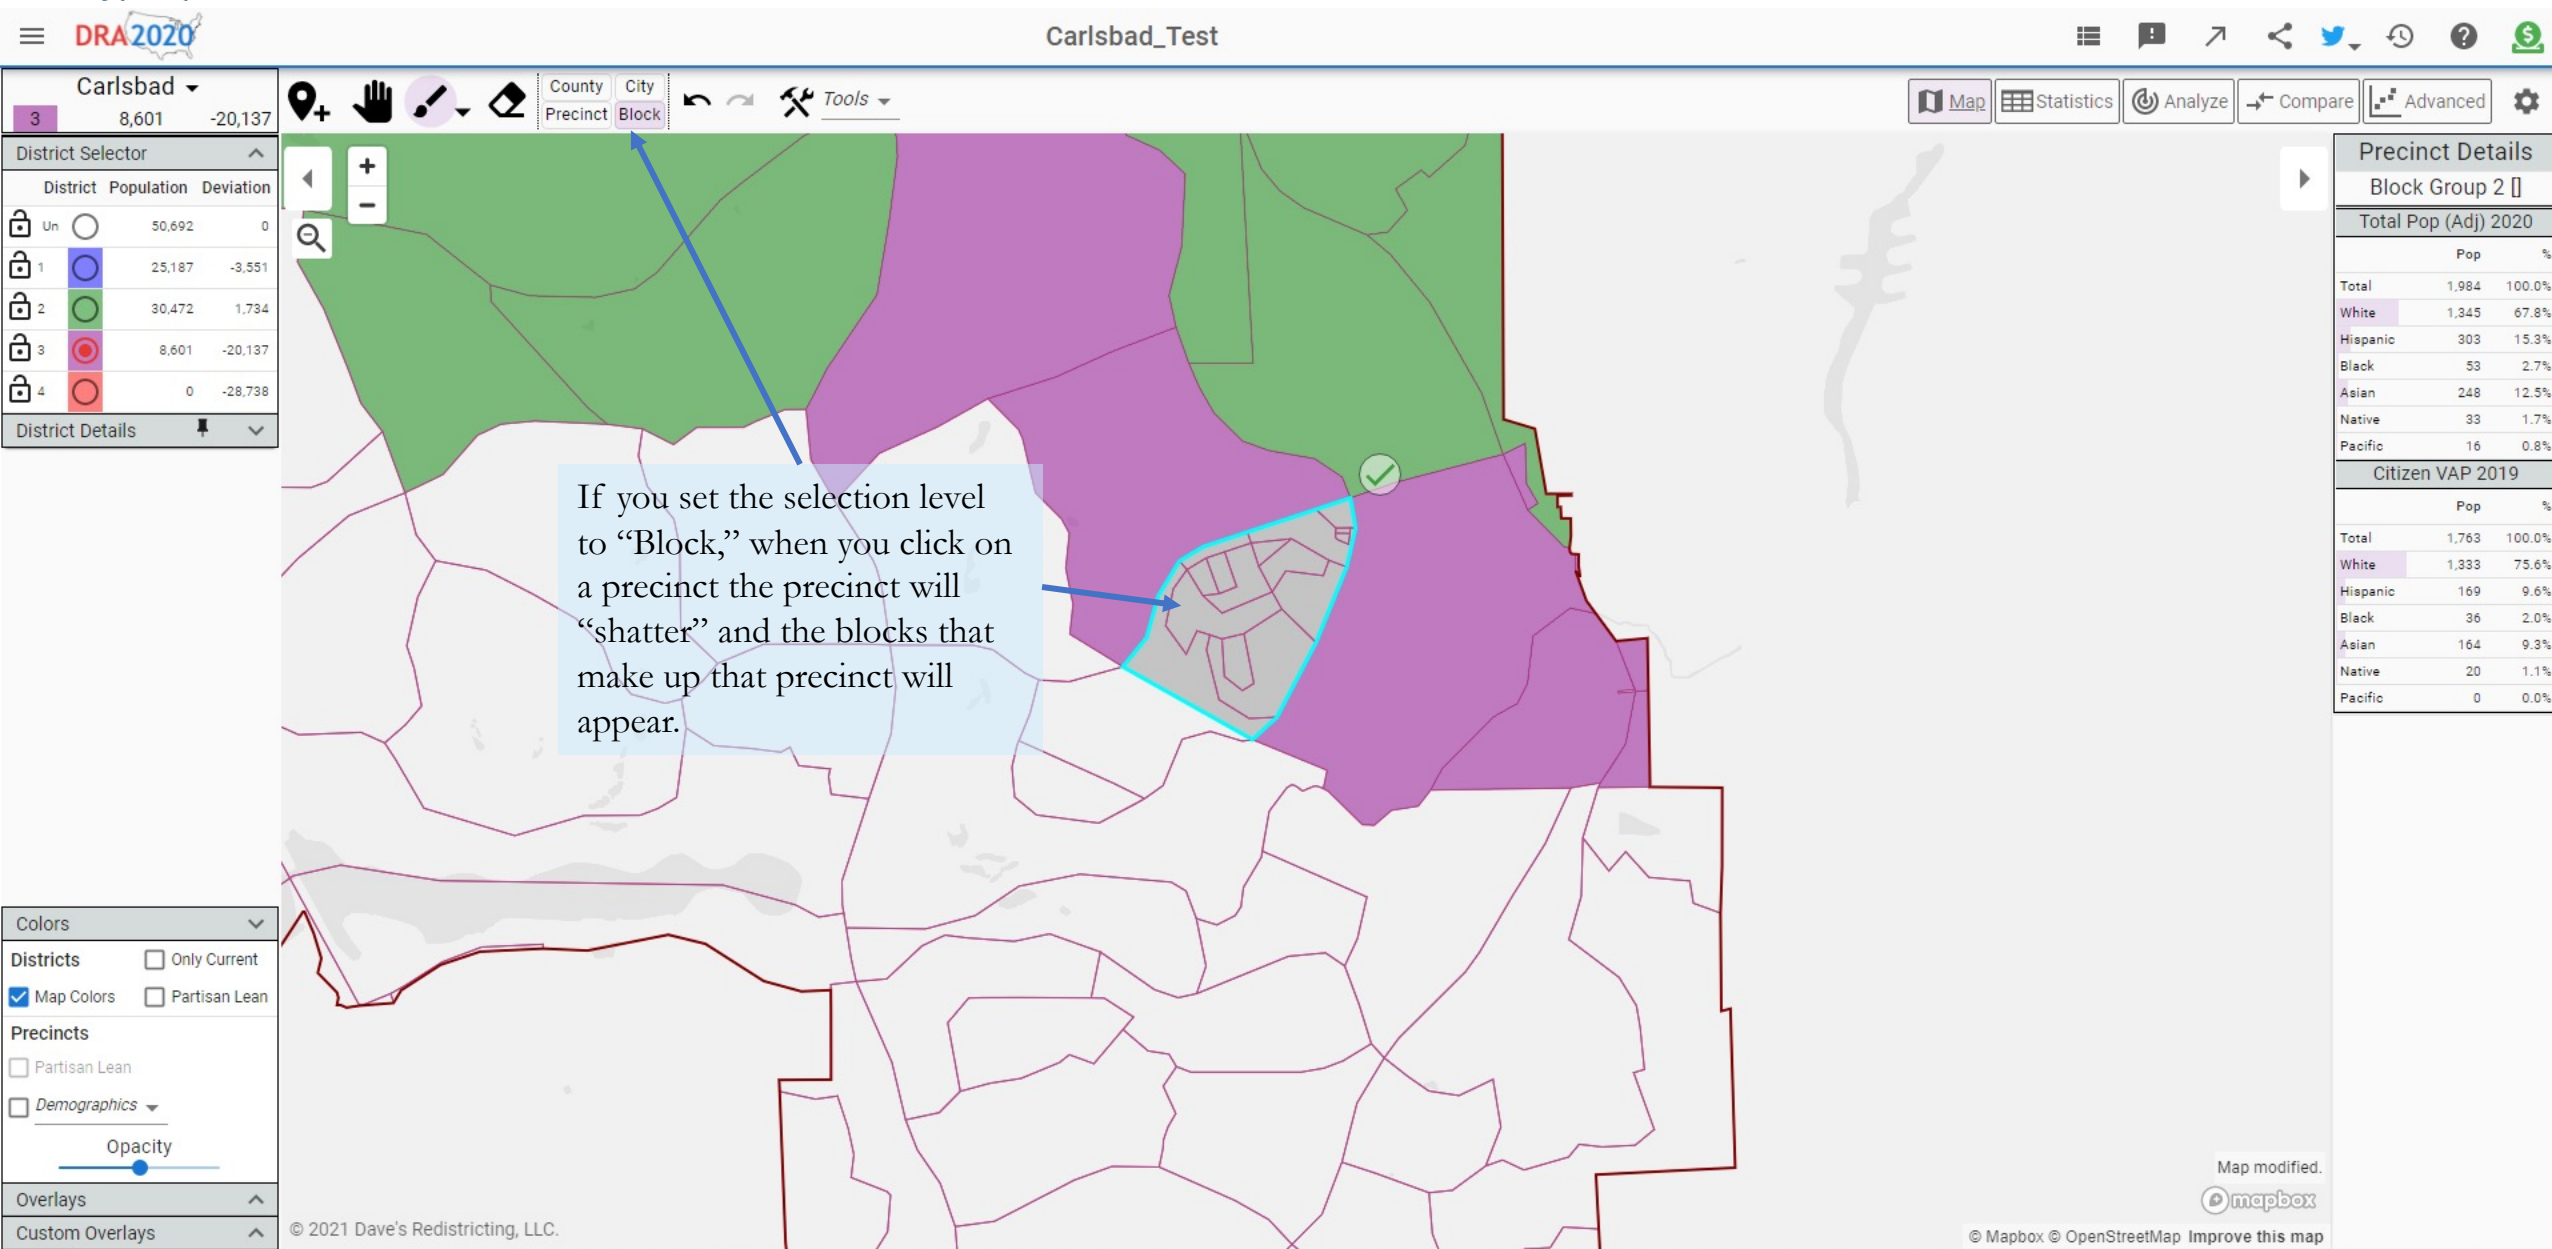 DRA2020
Carlsbad_Test
Carlsbad
3 8,601 -20,137
County City
Precinct Block
Tools
Map Statistics Analyze Compare Advanced
District Selector
District Population Deviation
Un 50,692 0
1 25,187 -3,551
2 30,472 1,734
3 8,601 -20,137
4 0 -28,738
District Details
If you set the selection level
to “Block,” when you click on
a precinct the precinct will
“shatter” and the blocks that
make up that precinct will
appear.
Precinct Details
Block Group 2 []
Total Pop (Adj) 2020
Pop %
Total 1,984 100.0%
White 1,345 67.8%
Hispanic 303 15.3%
Black 53 2.7%
Asian 248 12.5%
Native 33 1.7%
Pacific 16 0.8%
Citizen VAP 2019
Pop %
Total 1,763 100.0%
White 1,333 75.6%
Hispanic 169 9.6%
Black 36 2.0%
Asian 164 9.3%
Native 20 1.1%
Pacific 0 0.0%
Colors
Districts Only Current
Map Colors Partisan Lean
Precincts
Partisan Lean
Demographics
Opacity
Overlays
Custom Overlays
© 2021 Dave's Redistricting, LLC.
Map modified.
mapbox
© Mapbox © OpenStreetMap Improve this map